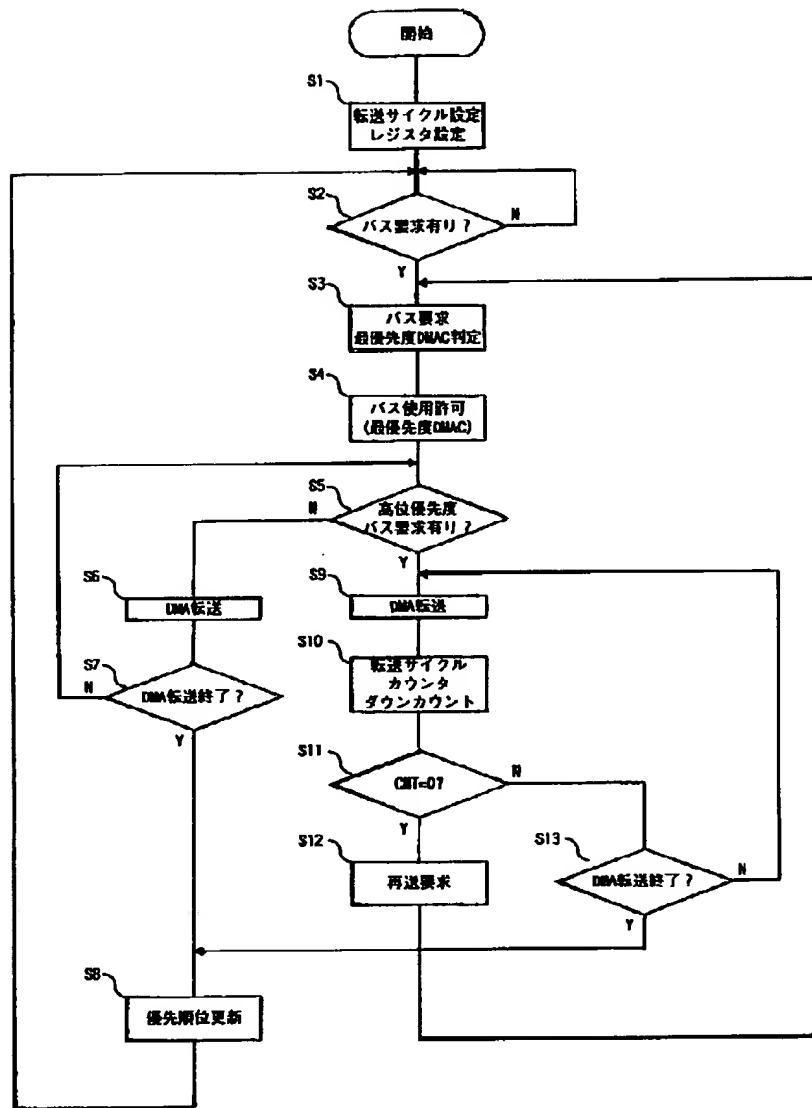 開始
S1
転送サイクル設定
レジスタ設定
S2
バス要求有り？
N
Y
S3
バス要求
最優先度DMAC判定
S4
バス使用許可
(最優先度DMAC)
S5
高位優先度
バス要求有り？
N
Y
S6
DMA転送
S7
DMA転送終了？
N
Y
S8
優先順位更新
S9
DMA転送
S10
転送サイクル
カウンタ
ダウンカウント
S11
CNT=0?
N
Y
S12
再送要求
S13
DMA転送終了？
N
Y